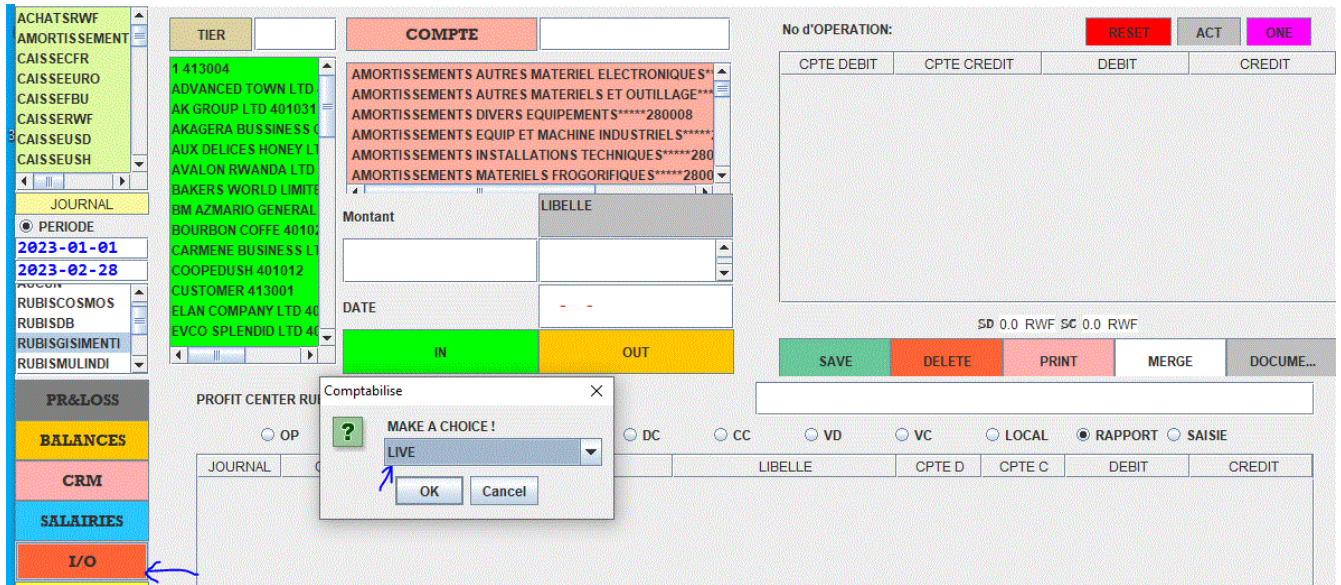 ACHATSRWF
AMORTISSEMENT
CAISSECFR
CAISSEEURO
CAISSEFBU
CAISSERWF
CAISSEUSD
CAISSEUSH
JOURNAL
PERIODE
2023-01-01
2023-02-28
AUCUN
RUBISCOSMOS
RUBISDB
RUBISGISIMENTI
RUBISMULINDI
PR&LOSS
BALANCES
CRM
SALAIRIES
I/O
TIER
1 413004
ADVANCED TOWN LTD
AK GROUP LTD 401031
AKAGERA BUSSINESS
AUX DELICES HONEY LT
AVALON RWANDA LTD
BAKERS WORLD LIMITE
BM AZMARIO GENERAL
BOURBON COFFE 40102
CARMENE BUSINESS LT
COOPEDUSH 401012
CUSTOMER 413001
ELAN COMPANY LTD 40
EVCO SPLENDID LTD 40
COMPTE
AMORTISSEMENTS AUTRES MATERIEL ELECTRONIQUES*
AMORTISSEMENTS AUTRES MATERIELS ET OUTILLAGE***
AMORTISSEMENTS DIVERS EQUIPEMENTS*****280008
AMORTISSEMENTS EQUIP ET MACHINE INDUSTRIELS*****
AMORTISSEMENTS INSTALLATIONS TECHNIQUES*****280
AMORTISSEMENTS MATERIELS FROGORIFIQUES*****2800
Montant
LIBELLE
DATE
- -
IN OUT
No d'OPERATION: RESET ACT ONE
CPTE DEBIT CPTE CREDIT DEBIT CREDIT
SD 0.0 RWF SC 0.0 RWF
SAVE DELETE PRINT MERGE DOCUME...
PROFIT CENTER RU
OP DC CC VD VC LOCAL RAPPORT SAISIE
JOURNAL LIBELLE CPTE D CPTE C DEBIT CREDIT
Comptabilise
MAKE A CHOICE !
LIVE
OK Cancel